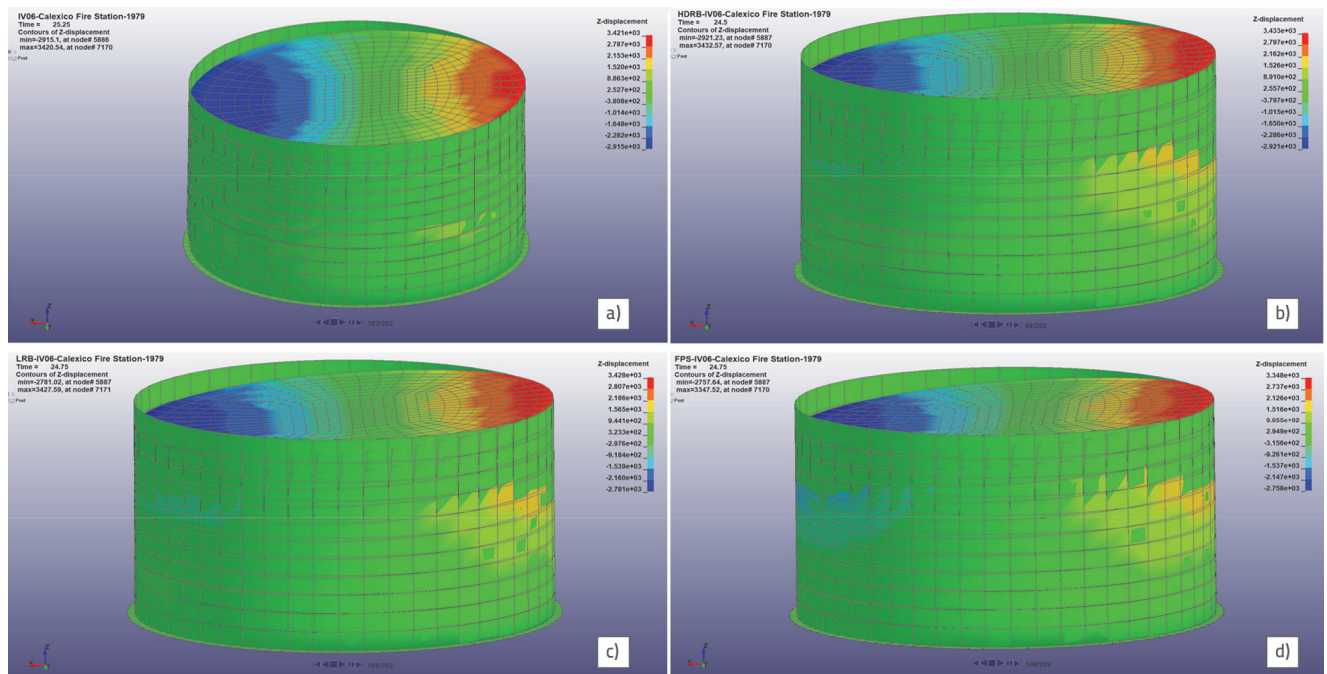 IV06-Calexico Fire Station-1979
Time = 25.25
Contours of Z-displacement
min=-2915.1, at node# 5886
max=3420.54, at node# 7170
Post
Z-displacement
3.421e+03
2.787e+03
2.153e+03
1.520e+03
8.863e+02
2.527e+02
-3.808e+02
-1.014e+03
-1.648e+03
-2.282e+03
-2.915e+03
Z
X
a)
HDRB-IV06-Calexico Fire Station-1979
Time = 24.5
Contours of Z-displacement
min=-2921.23, at node# 5887
max=3432.57, at node# 7170
Post
Z-displacement
3.433e+03
2.797e+03
2.162e+03
1.526e+03
8.910e+02
2.557e+02
-3.797e+02
-1.015e+03
-1.650e+03
-2.286e+03
-2.921e+03
Z
X
b)
LRB-IV06-Calexico Fire Station-1979
Time = 24.75
Contours of Z-displacement
min=-2781.02, at node# 5887
max=3427.59, at node# 7171
Post
Z-displacement
3.428e+03
2.807e+03
2.186e+03
1.565e+03
9.441e+02
3.233e+02
-2.976e+02
-9.184e+02
-1.539e+03
-2.160e+03
-2.781e+03
Z
X
100/202
c)
FPS-IV06-Calexico Fire Station-1979
Time = 24.75
Contours of Z-displacement
min=-2757.64, at node# 5887
max=3347.52, at node# 7170
Post
Z-displacement
3.348e+03
2.737e+03
2.126e+03
1.516e+03
9.055e+02
2.949e+02
-3.156e+02
-9.261e+02
-1.537e+03
-2.147e+03
-2.758e+03
Z
X
100/202
d)